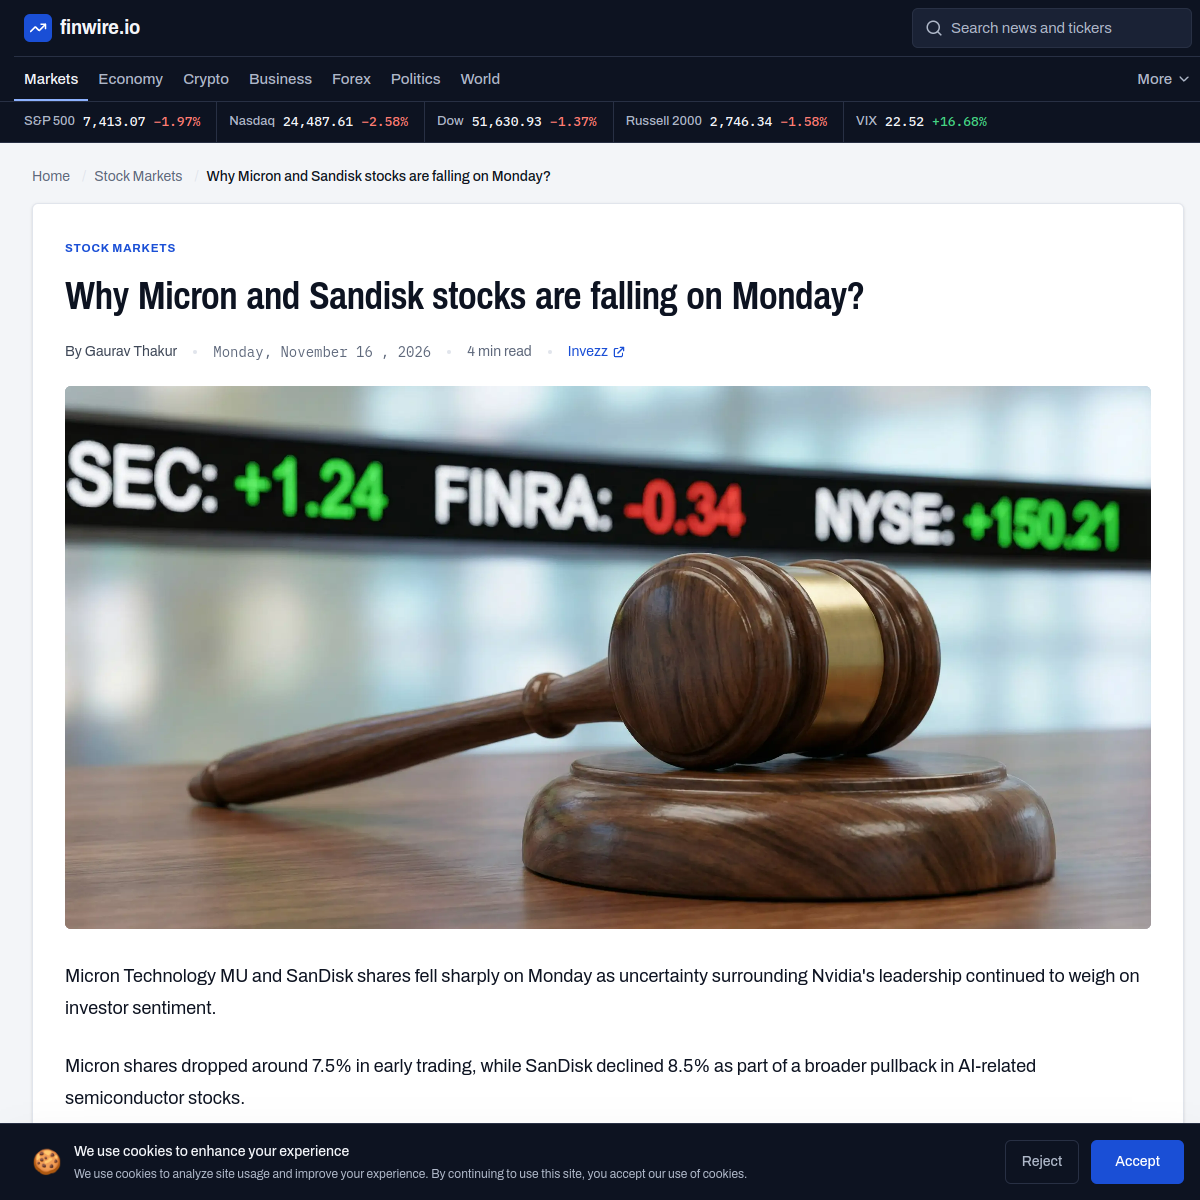 finwire.io
Search news and tickers
Markets Economy Crypto Business Forex Politics World More
S&P 500 7,413.07 −1.97% Nasdaq 24,487.61 −2.58% Dow 51,630.93 −1.37% Russell 2000 2,746.34 −1.58% VIX 22.52 +16.68%
Home / Stock Markets / Why Micron and Sandisk stocks are falling on Monday?
STOCK MARKETS
Why Micron and Sandisk stocks are falling on Monday?
By Gaurav Thakur • Monday, November 16 , 2026 • 4 min read • Invezz
SEC: +1.24 FINRA: -0.34 NYSE: +150.21
Micron Technology MU and SanDisk shares fell sharply on Monday as uncertainty surrounding Nvidia's leadership continued to weigh on
investor sentiment.
Micron shares dropped around 7.5% in early trading, while SanDisk declined 8.5% as part of a broader pullback in AI-related
semiconductor stocks.
We use cookies to enhance your experience
We use cookies to analyze site usage and improve your experience. By continuing to use this site, you accept our use of cookies.
Reject Accept